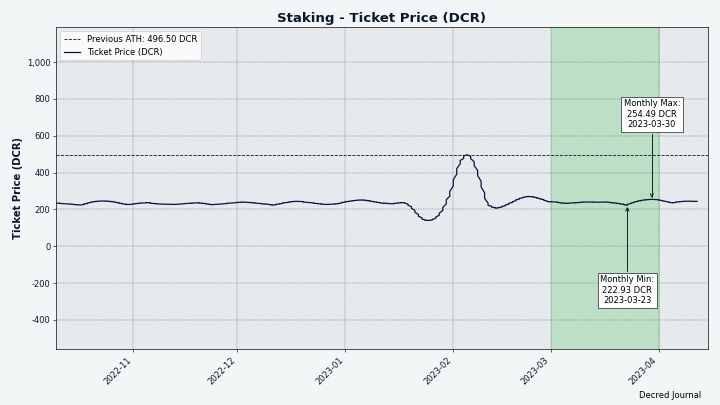 Staking - Ticket Price (DCR)
Previous ATH: 496.50 DCR
Ticket Price (DCR)
Ticket Price (DCR)
1,000
800
600
400
200
0
-200
-400
Monthly Max:
254.49 DCR
2023-03-30
Monthly Min:
222.93 DCR
2023-03-23
2022-11
2022-12
2023-01
2023-02
2023-03
2023-04
Decred Journal